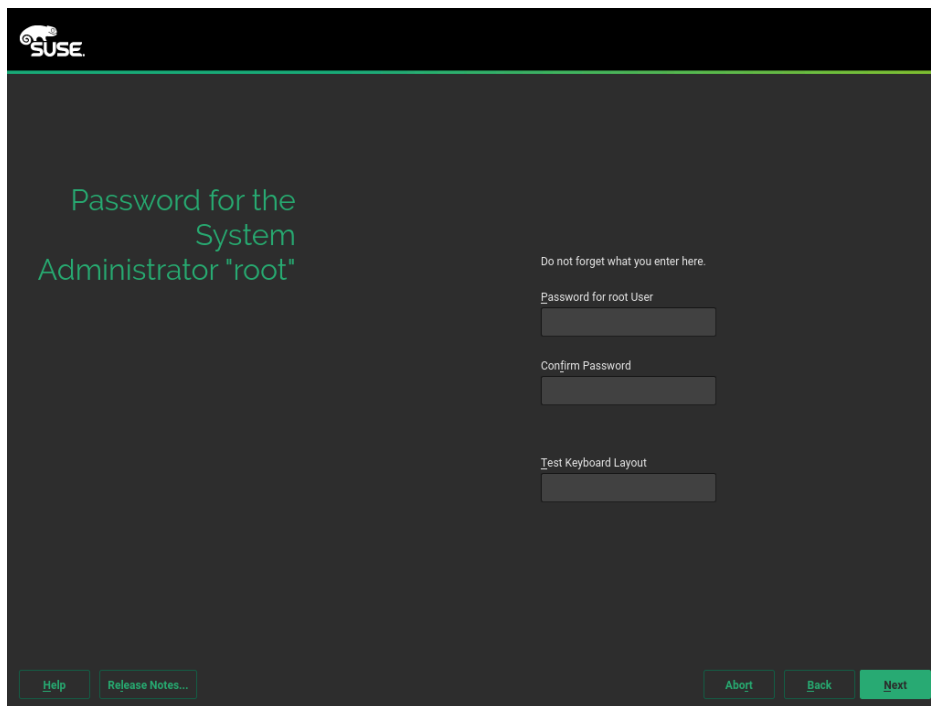 SUSE.
Password for the
System
Administrator "root"
Do not forget what you enter here.
Password for root User
Confirm Password
Test Keyboard Layout
Help
Release Notes...
Abort
Back
Next